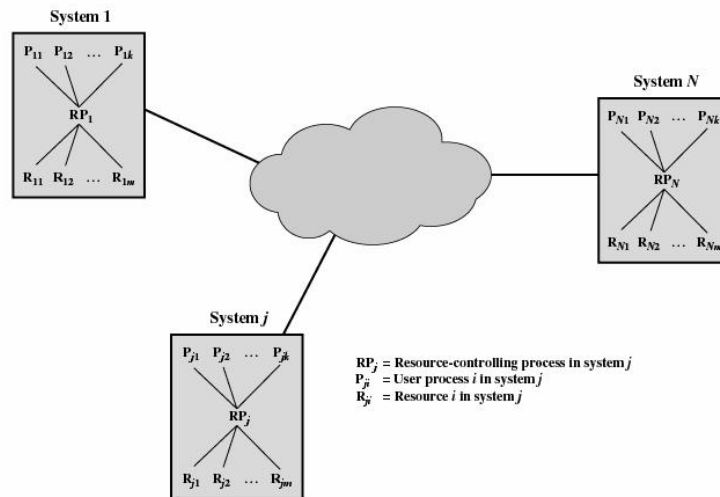 System 1
P11 P12 ... P1k
RP1
R11 R12 ... R1m
System N
PN1 PN2 ... PNk
RPN
RN1 RN2 ... RNm
System j
Pj1 Pj2 ... Pjk
RPj
Rj1 Rj2 ... Rjm
RPj = Resource-controlling process in system j
Pji = User process i in system j
Rji = Resource i in system j